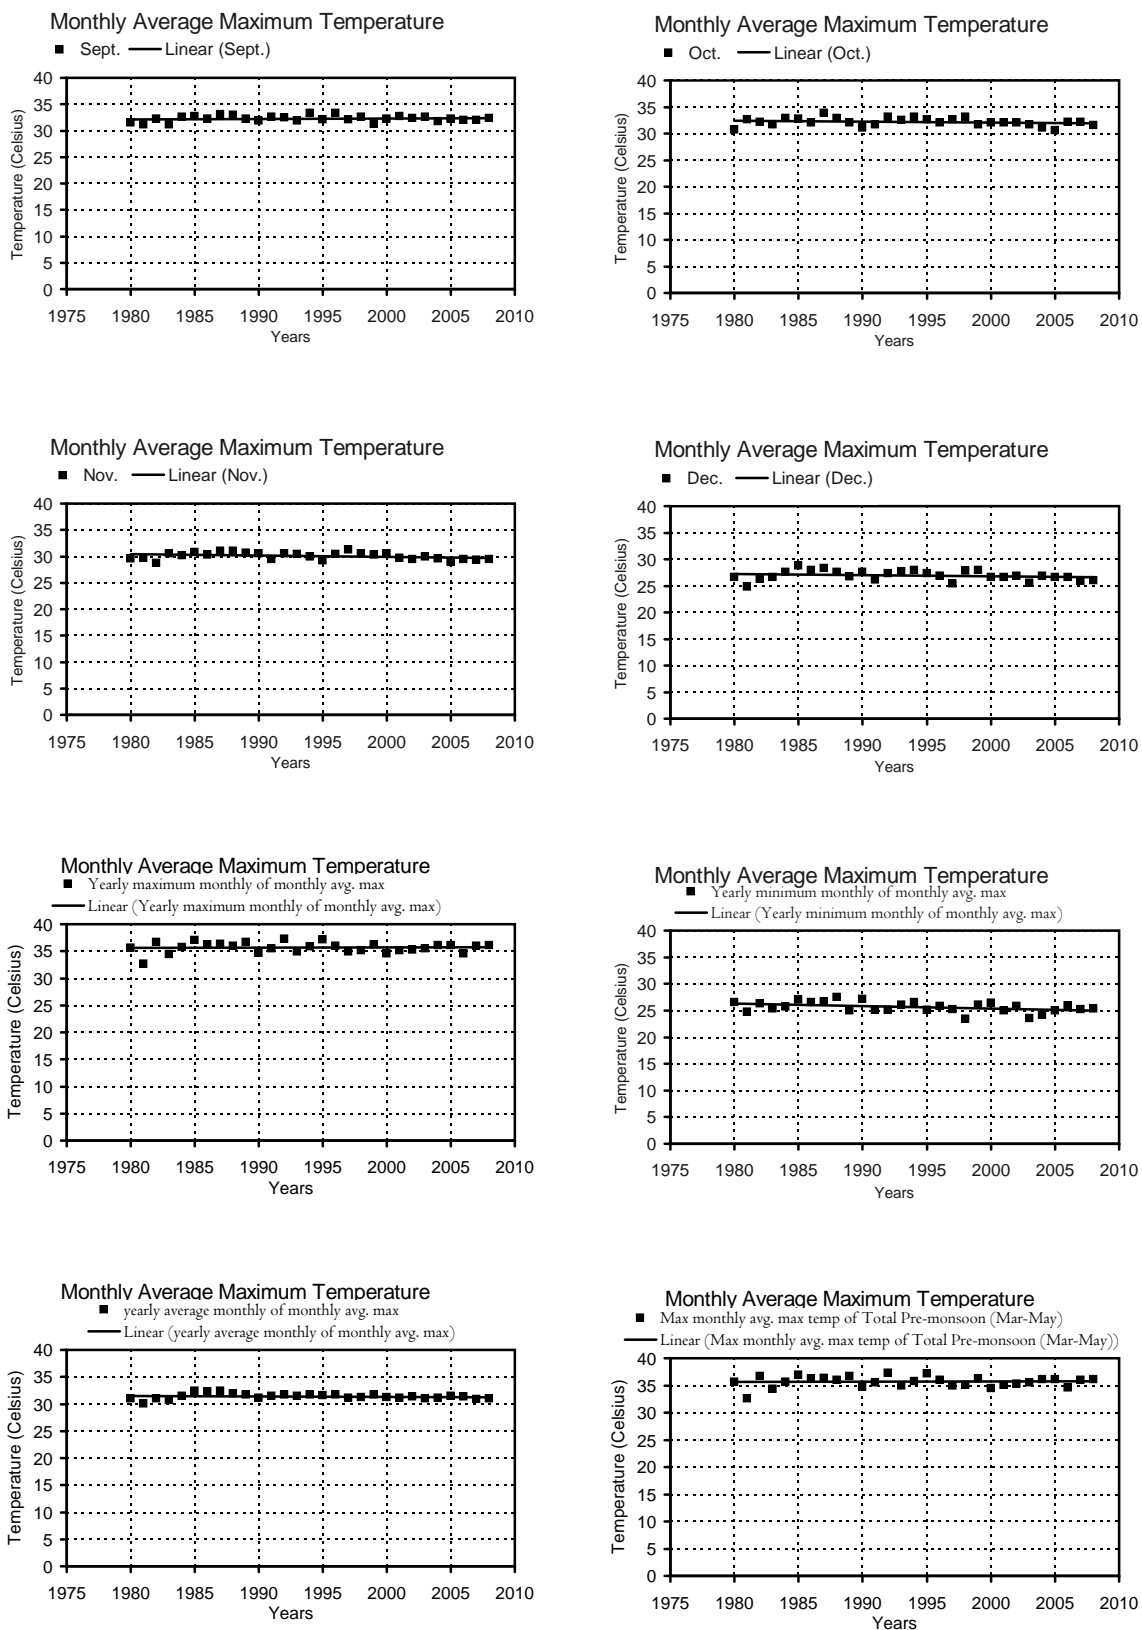 Monthly Average Maximum Temperature
Sept. Linear (Sept.)
40
35
30
25
20
15
10
5
0
Temperature (Celsius)
1975 1980 1985 1990 1995 2000 2005 2010
Years
Monthly Average Maximum Temperature
Oct. Linear (Oct.)
40
35
30
25
20
15
10
5
0
Temperature (Celsius)
1975 1980 1985 1990 1995 2000 2005 2010
Years
Monthly Average Maximum Temperature
Nov. Linear (Nov.)
40
35
30
25
20
15
10
5
0
Temperature (Celsius)
1975 1980 1985 1990 1995 2000 2005 2010
Years
Monthly Average Maximum Temperature
Dec. Linear (Dec.)
40
35
30
25
20
15
10
5
0
Temperature (Celsius)
1975 1980 1985 1990 1995 2000 2005 2010
Years
Monthly Average Maximum Temperature
Yearly maximum monthly of monthly avg. max
Linear (Yearly maximum monthly of monthly avg. max)
40
35
30
25
20
15
10
5
0
Temperature (Celsius)
1975 1980 1985 1990 1995 2000 2005 2010
Years
Monthly Average Maximum Temperature
Yearly minimum monthly of monthly avg. max
Linear (Yearly minimum monthly of monthly avg. max)
40
35
30
25
20
15
10
5
0
Temperature (Celsius)
1975 1980 1985 1990 1995 2000 2005 2010
Years
Monthly Average Maximum Temperature
yearly average monthly of monthly avg. max
Linear (yearly average monthly of monthly avg. max)
40
35
30
25
20
15
10
5
0
Temperature (Celsius)
1975 1980 1985 1990 1995 2000 2005 2010
Years
Monthly Average Maximum Temperature
Max monthly avg. max temp of Total Pre-monsoon (Mar-May)
Linear (Max monthly avg. max temp of Total Pre-monsoon (Mar-May))
40
35
30
25
20
15
10
5
0
Temperature (Celsius)
1975 1980 1985 1990 1995 2000 2005 2010
Years